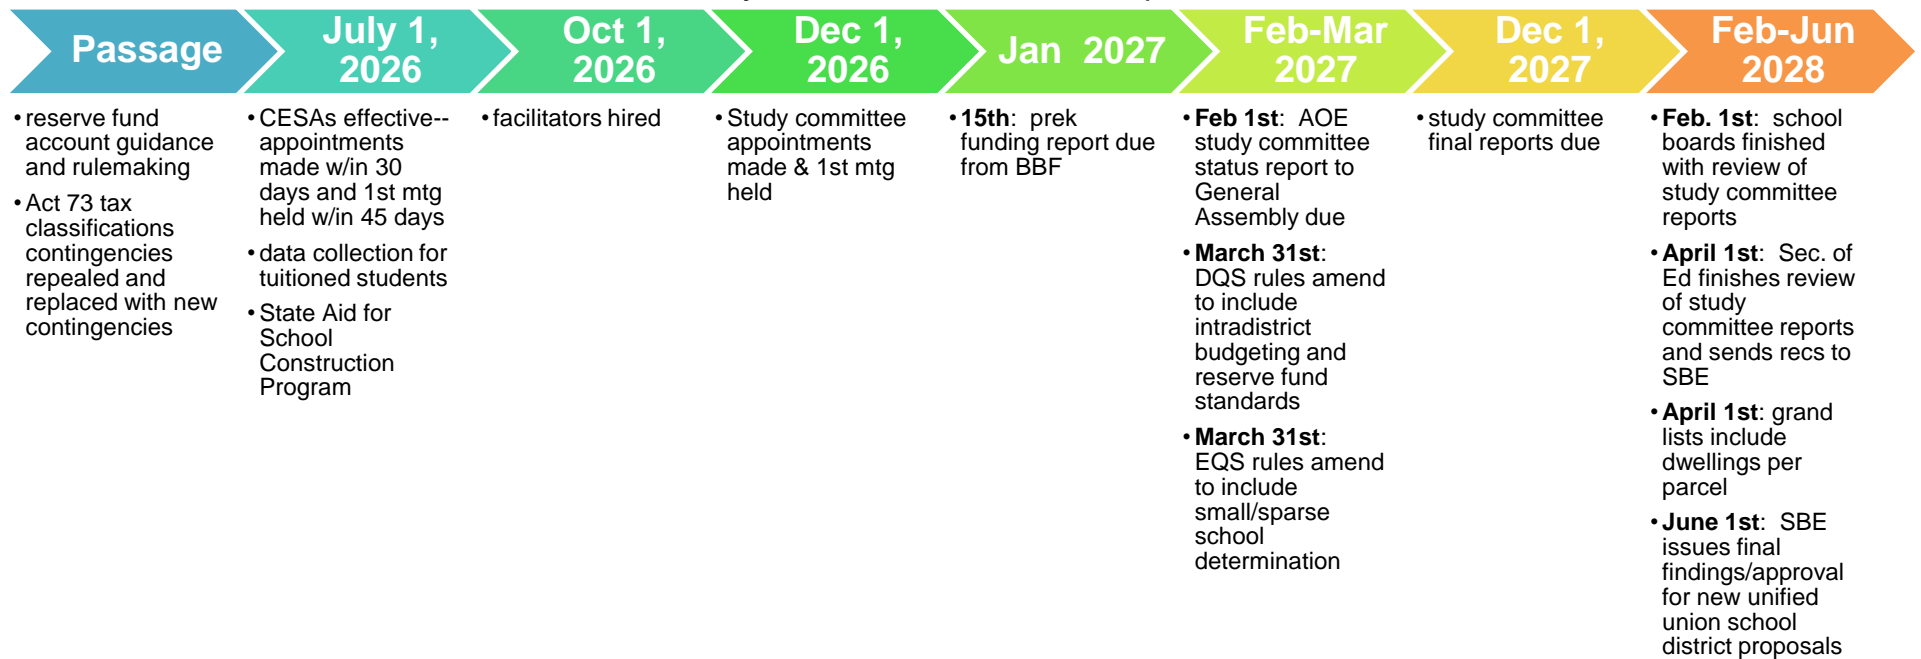 Passage
July 1,
2026
Oct 1,
2026
Dec 1,
2026
Jan  2027
Feb-Mar
2027
Dec 1,
2027
Feb-Jun
2028
• reserve fund
account guidance
and rulemaking
• Act 73 tax
classifications
contingencies
repealed and
replaced with new
contingencies
• CESAs effective--
appointments
made w/in 30
days and 1st mtg
held w/in 45 days
• data collection for
tuitioned students
• State Aid for
School
Construction
Program
• facilitators hired
• Study committee
appointments
made & 1st mtg
held
• 15th:  prek
funding report due
from BBF
• Feb 1st:  AOE
study committee
status report to
General
Assembly due
• March 31st:
DQS rules amend
to include
intradistrict
budgeting and
reserve fund
standards
• March 31st:
EQS rules amend
to include
small/sparse
school
determination
• study committee
final reports due
• Feb. 1st:  school
boards finished
with review of
study committee
reports
• April 1st:  Sec. of
Ed finishes review
of study
committee reports
and sends recs to
SBE
• April 1st: grand
lists include
dwellings per
parcel
• June 1st:  SBE
issues final
findings/approval
for new unified
union school
district proposals